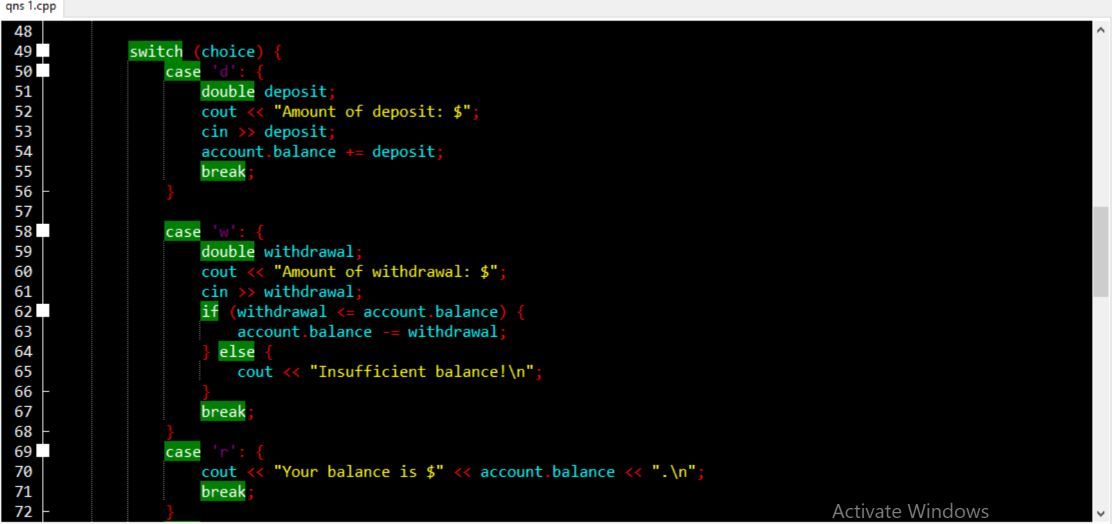 qns 1.cpp
48
49 switch (choice) {
50 case 'd': {
51 double deposit;
52 cout << "Amount of deposit: $";
53 cin >> deposit;
54 account.balance += deposit;
55 break;
56 }
57
58 case 'w': {
59 double withdrawal;
60 cout << "Amount of withdrawal: $";
61 cin >> withdrawal;
62 if (withdrawal <= account.balance) {
63 account.balance -= withdrawal;
64 } else {
65 cout << "Insufficient balance!\n";
66 }
67 break;
68 }
69 case 'r': {
70 cout << "Your balance is $" << account.balance << ".\n";
71 break;
72 }
Activate Windows